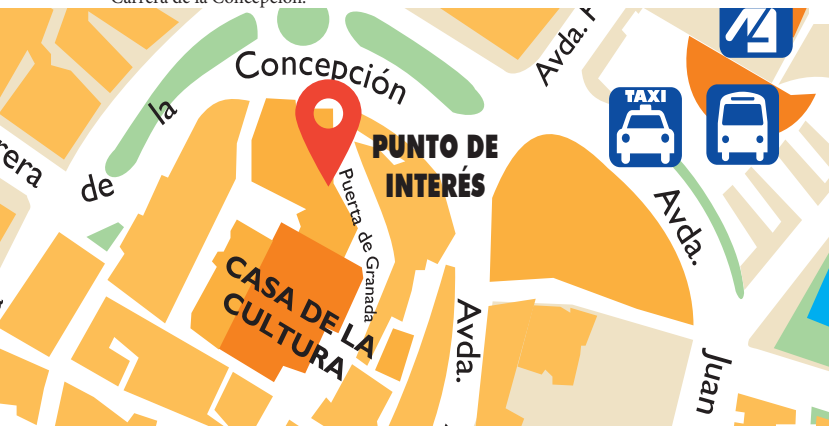 Carrera de la Concepción.
Concepción
Avda.
TAXI
la
PUNTO DE
INTERÉS
rera
de
Puerta de Granada
Avda.
CASA DE LA
CULTURA
Avda.
Juan